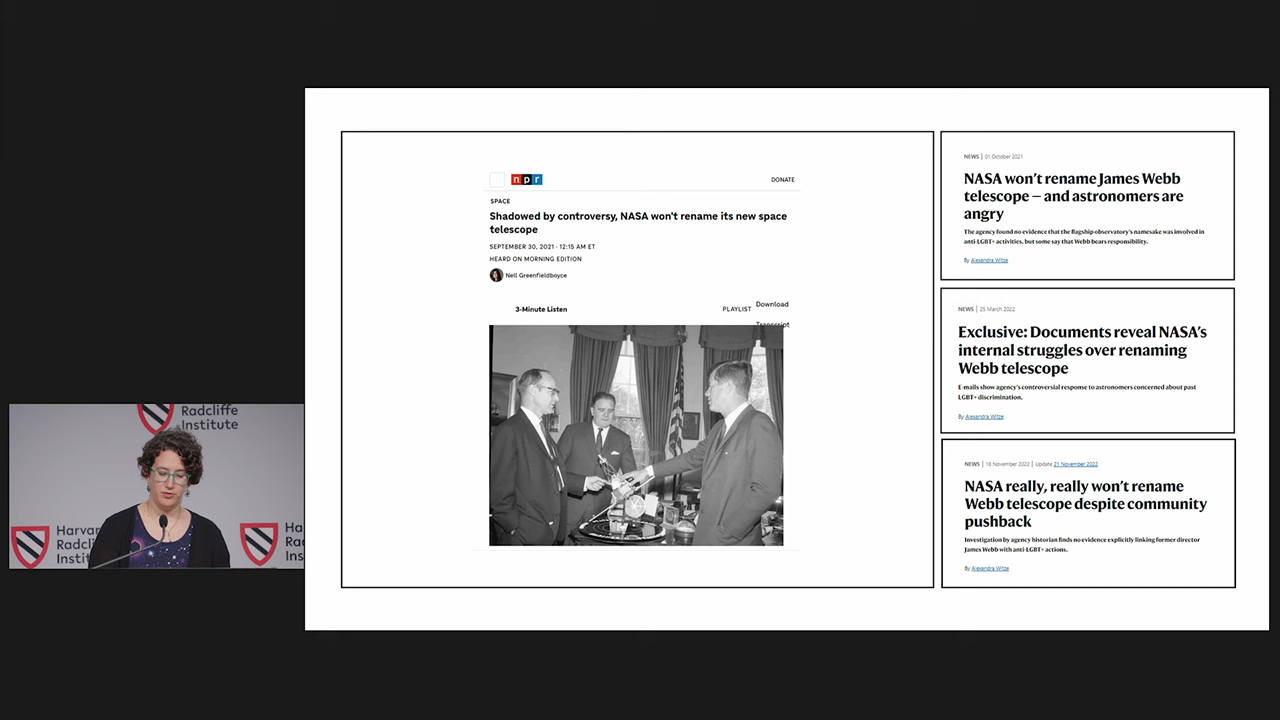 Radcliffe
Institute
Harvar
Radcli
Instit
Ha
Ra
Ins
npr
DONATE
SPACE
Shadowed by controversy, NASA won't rename its new space
telescope
SEPTEMBER 30, 2021 · 12:15 AM ET
HEARD ON MORNING EDITION
Nell Greenfieldboyce
3-Minute Listen
PLAYLIST
Download
Transcript
NEWS | 01 October 2021
NASA won't rename James Webb
telescope — and astronomers are
angry
The agency found no evidence that the flagship observatory's namesake was involved in
anti-LGBT+ activities, but some say that Webb bears responsibility.
By Alexandra Witze
NEWS | 25 March 2022
Exclusive: Documents reveal NASA's
internal struggles over renaming
Webb telescope
E-mails show agency's controversial response to astronomers concerned about past
LGBT+ discrimination.
By Alexandra Witze
NEWS | 18 November 2022 | Update 21 November 2022
NASA really, really won't rename
Webb telescope despite community
pushback
Investigation by agency historian finds no evidence explicitly linking former director
James Webb with anti-LGBT+ actions.
By Alexandra Witze